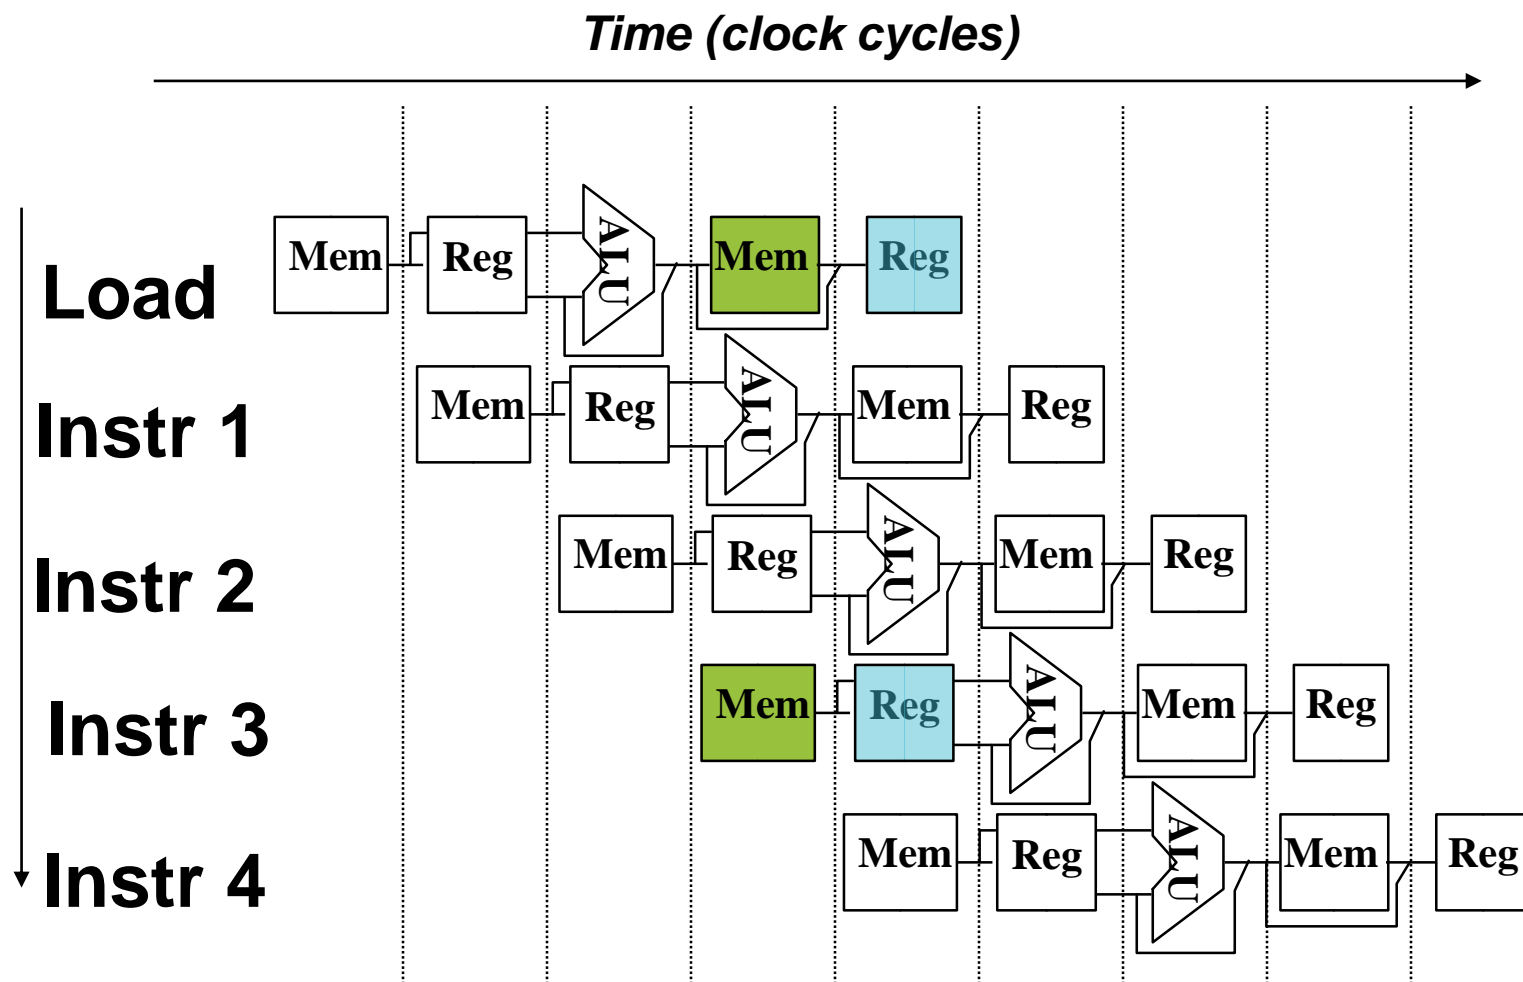 Time (clock cycles)
Load Mem Reg ALU Mem Reg
Instr 1 Mem Reg ALU Mem Reg
Instr 2 Mem Reg ALU Mem Reg
Instr 3 Mem Reg ALU Mem Reg
Instr 4 Mem Reg ALU Mem Reg